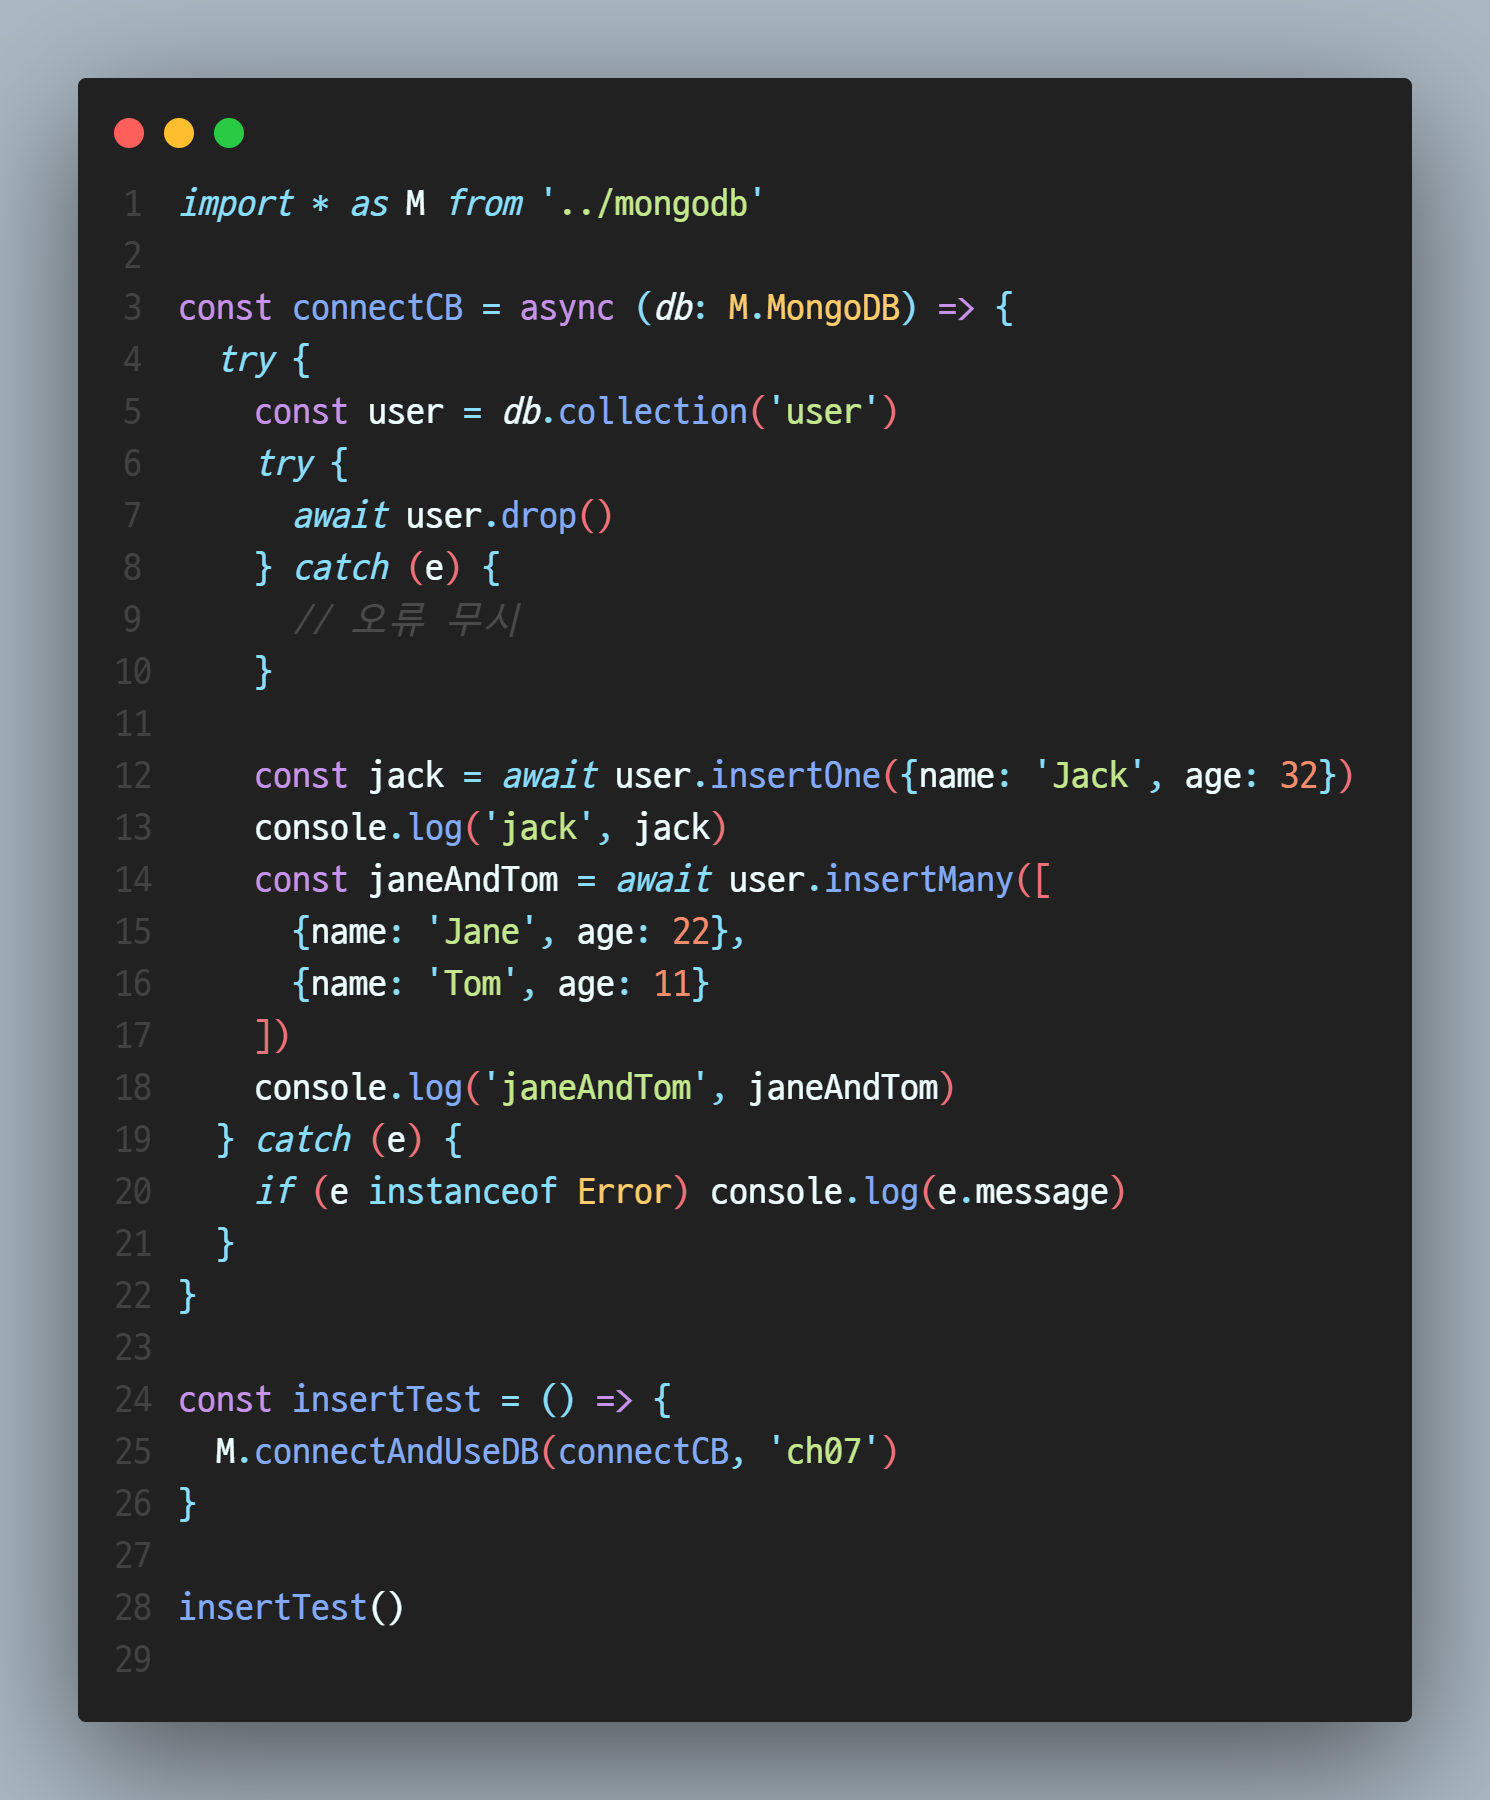 1 import * as M from '../mongodb'
2
3 const connectCB = async (db: M.MongoDB) => {
4   try {
5     const user = db.collection('user')
6     try {
7       await user.drop()
8     } catch (e) {
9       // 오류 무시
10     }
11
12     const jack = await user.insertOne({name: 'Jack', age: 32})
13     console.log('jack', jack)
14     const janeAndTom = await user.insertMany([
15       {name: 'Jane', age: 22},
16       {name: 'Tom', age: 11}
17     ])
18     console.log('janeAndTom', janeAndTom)
19   } catch (e) {
20     if (e instanceof Error) console.log(e.message)
21   }
22 }
23
24 const insertTest = () => {
25   M.connectAndUseDB(connectCB, 'ch07')
26 }
27
28 insertTest()
29